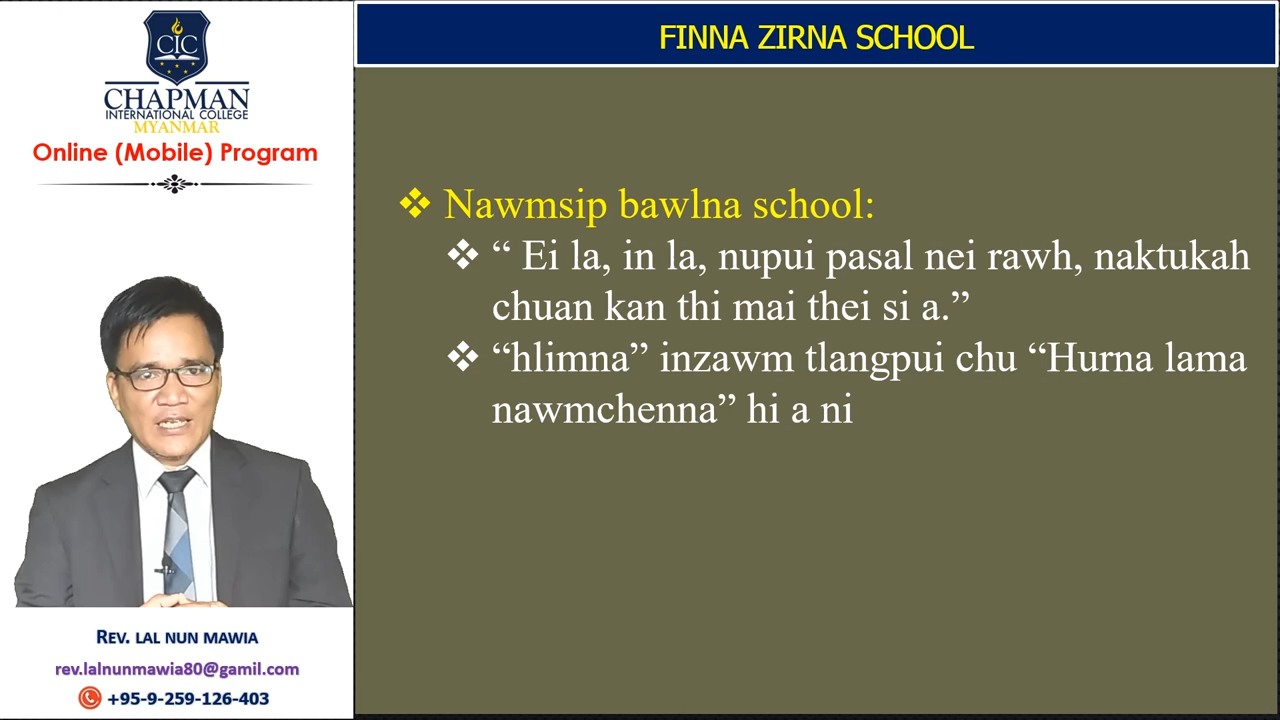 CIC
CHAPMAN
INTERNATIONAL COLLEGE
MYANMAR
Online (Mobile) Program
REV. LAL NUN MAWIA
rev.lalnunmawia80@gamil.com
+95-9-259-126-403
FINNA ZIRNA SCHOOL
❖ Nawmsip bawlna school:
❖ “ Ei la, in la, nupui pasal nei rawh, naktukah
chuan kan thi mai thei si a.”
❖ “hlimna” inzawm tlangpui chu “Hurna lama
nawmchenna” hi a ni